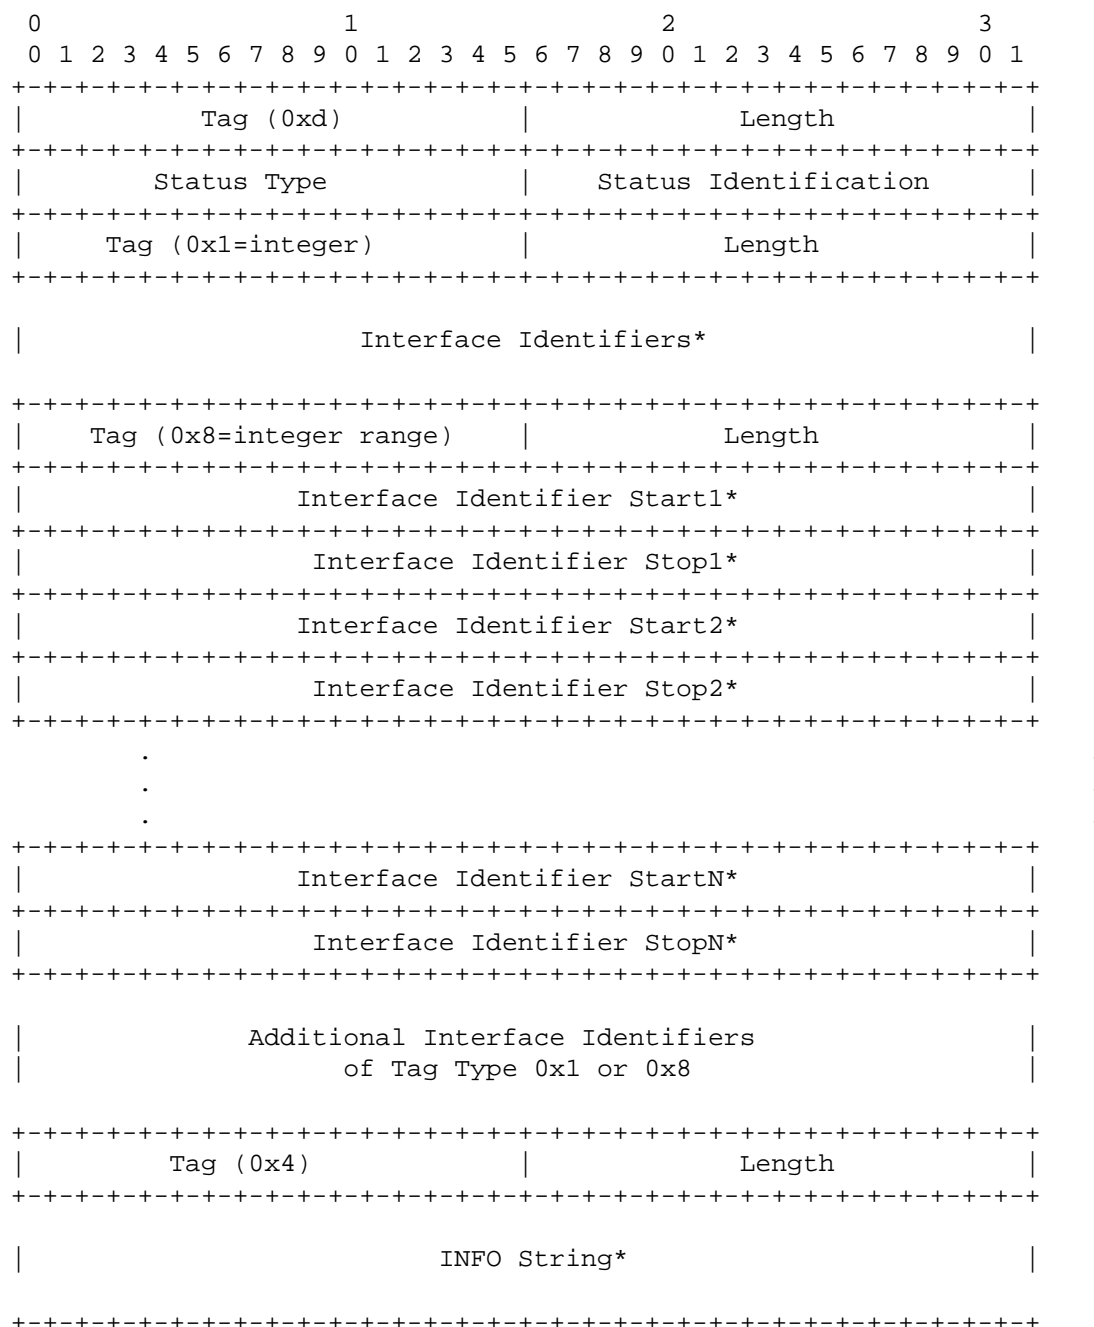 0                   1                   2                   3
 0 1 2 3 4 5 6 7 8 9 0 1 2 3 4 5 6 7 8 9 0 1 2 3 4 5 6 7 8 9 0 1
+-+-+-+-+-+-+-+-+-+-+-+-+-+-+-+-+-+-+-+-+-+-+-+-+-+-+-+-+-+-+-+-+
|           Tag (0xd)           |             Length            |
+-+-+-+-+-+-+-+-+-+-+-+-+-+-+-+-+-+-+-+-+-+-+-+-+-+-+-+-+-+-+-+-+
|        Status Type            |    Status Identification      |
+-+-+-+-+-+-+-+-+-+-+-+-+-+-+-+-+-+-+-+-+-+-+-+-+-+-+-+-+-+-+-+-+
|     Tag (0x1=integer)         |            Length             |
+-+-+-+-+-+-+-+-+-+-+-+-+-+-+-+-+-+-+-+-+-+-+-+-+-+-+-+-+-+-+-+-+
|                     Interface Identifiers*                    |
+-+-+-+-+-+-+-+-+-+-+-+-+-+-+-+-+-+-+-+-+-+-+-+-+-+-+-+-+-+-+-+-+
|    Tag (0x8=integer range)    |            Length             |
+-+-+-+-+-+-+-+-+-+-+-+-+-+-+-+-+-+-+-+-+-+-+-+-+-+-+-+-+-+-+-+-+
|                 Interface Identifier Start1*                  |
+-+-+-+-+-+-+-+-+-+-+-+-+-+-+-+-+-+-+-+-+-+-+-+-+-+-+-+-+-+-+-+-+
|                  Interface Identifier Stop1*                  |
+-+-+-+-+-+-+-+-+-+-+-+-+-+-+-+-+-+-+-+-+-+-+-+-+-+-+-+-+-+-+-+-+
|                 Interface Identifier Start2*                  |
+-+-+-+-+-+-+-+-+-+-+-+-+-+-+-+-+-+-+-+-+-+-+-+-+-+-+-+-+-+-+-+-+
|                  Interface Identifier Stop2*                  |
+-+-+-+-+-+-+-+-+-+-+-+-+-+-+-+-+-+-+-+-+-+-+-+-+-+-+-+-+-+-+-+-+
        .
        .
        .
+-+-+-+-+-+-+-+-+-+-+-+-+-+-+-+-+-+-+-+-+-+-+-+-+-+-+-+-+-+-+-+-+
|                 Interface Identifier StartN*                  |
+-+-+-+-+-+-+-+-+-+-+-+-+-+-+-+-+-+-+-+-+-+-+-+-+-+-+-+-+-+-+-+-+
|                  Interface Identifier StopN*                  |
+-+-+-+-+-+-+-+-+-+-+-+-+-+-+-+-+-+-+-+-+-+-+-+-+-+-+-+-+-+-+-+-+
|              Additional Interface Identifiers                 |
|                    of Tag Type 0x1 or 0x8                     |
+-+-+-+-+-+-+-+-+-+-+-+-+-+-+-+-+-+-+-+-+-+-+-+-+-+-+-+-+-+-+-+-+
|         Tag (0x4)             |             Length            |
+-+-+-+-+-+-+-+-+-+-+-+-+-+-+-+-+-+-+-+-+-+-+-+-+-+-+-+-+-+-+-+-+
|                          INFO String*                         |
+-+-+-+-+-+-+-+-+-+-+-+-+-+-+-+-+-+-+-+-+-+-+-+-+-+-+-+-+-+-+-+-+